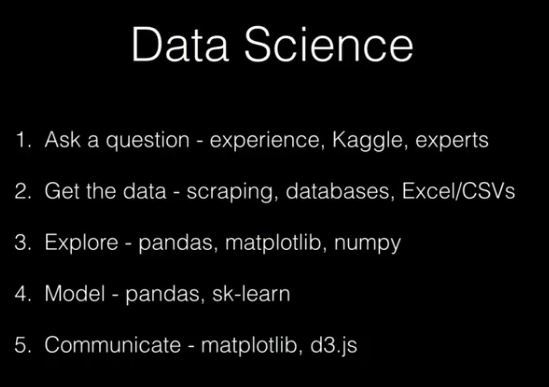 Data Science
1. Ask a question - experience, Kaggle, experts
2. Get the data - scraping, databases, Excel/CSVs
3. Explore - pandas, matplotlib, numpy
4. Model - pandas, sk-learn
5. Communicate - matplotlib, d3.js